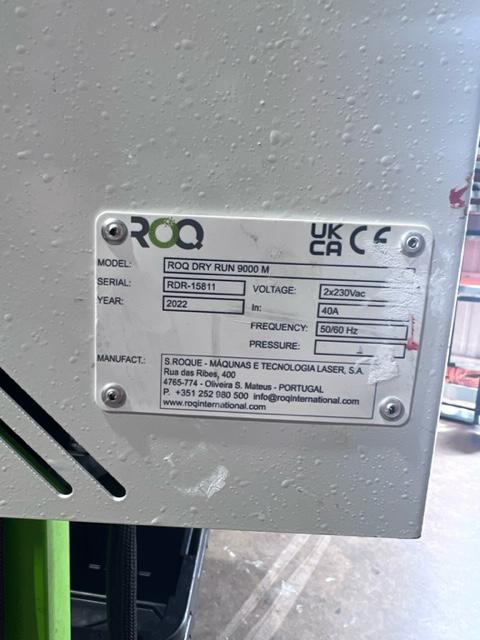 ROQ
UK CA CE
MODEL: ROQ DRY RUN 9000 M
SERIAL: RDR-15811 VOLTAGE: 2x230Vac
YEAR: 2022 In: 40A
FREQUENCY: 50/60 Hz
PRESSURE:
MANUFACT.: S.ROQUE - MÁQUNAS E TECNOLOGIA LASER, S.A.
Rua das Ribes, 400
4765-774 - Oliveira S. Mateus - PORTUGAL
P. +351 252 980 500 info@roqinternational.com
www.roqinternational.com